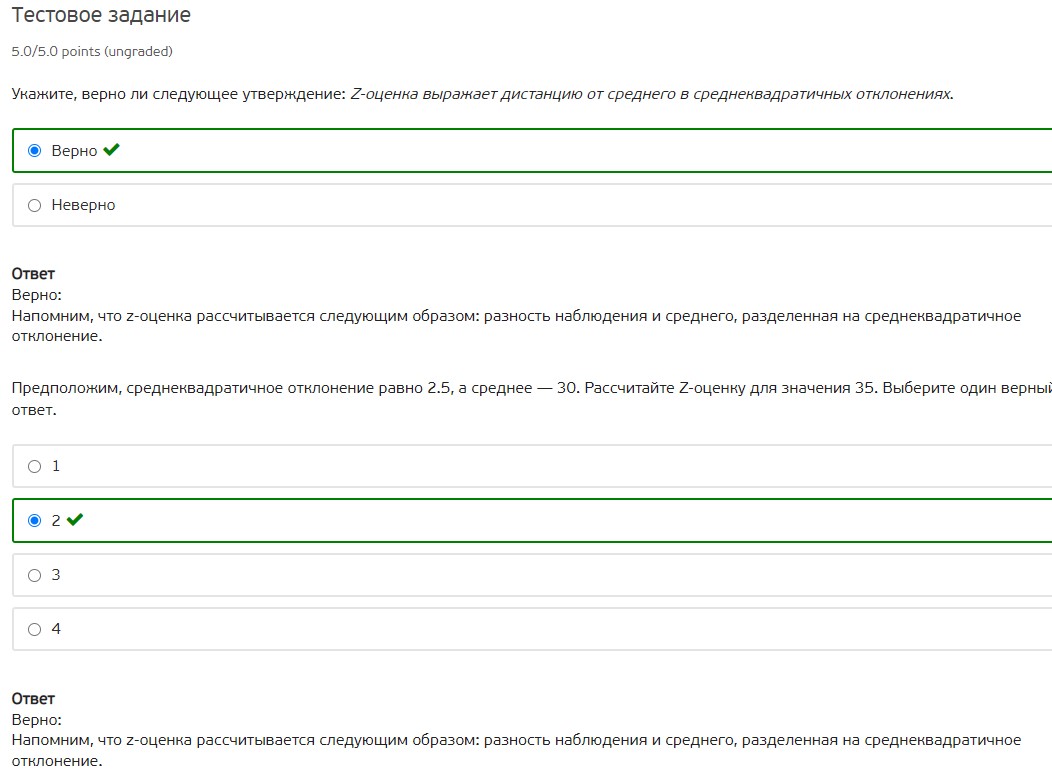 Тестовое задание
5.0/5.0 points (ungraded)
Укажите, верно ли следующее утверждение: Z-оценка выражает дистанцию от среднего в среднеквадратичных отклонениях.
Верно
Неверно
Ответ
Верно:
Напомним, что z-оценка рассчитывается следующим образом: разность наблюдения и среднего, разделенная на среднеквадратичное
отклонение.
Предположим, среднеквадратичное отклонение равно 2.5, а среднее — 30. Рассчитайте Z-оценку для значения 35. Выберите один верный
ответ.
1
2
3
4
Ответ
Верно:
Напомним, что z-оценка рассчитывается следующим образом: разность наблюдения и среднего, разделенная на среднеквадратичное
отклонение.